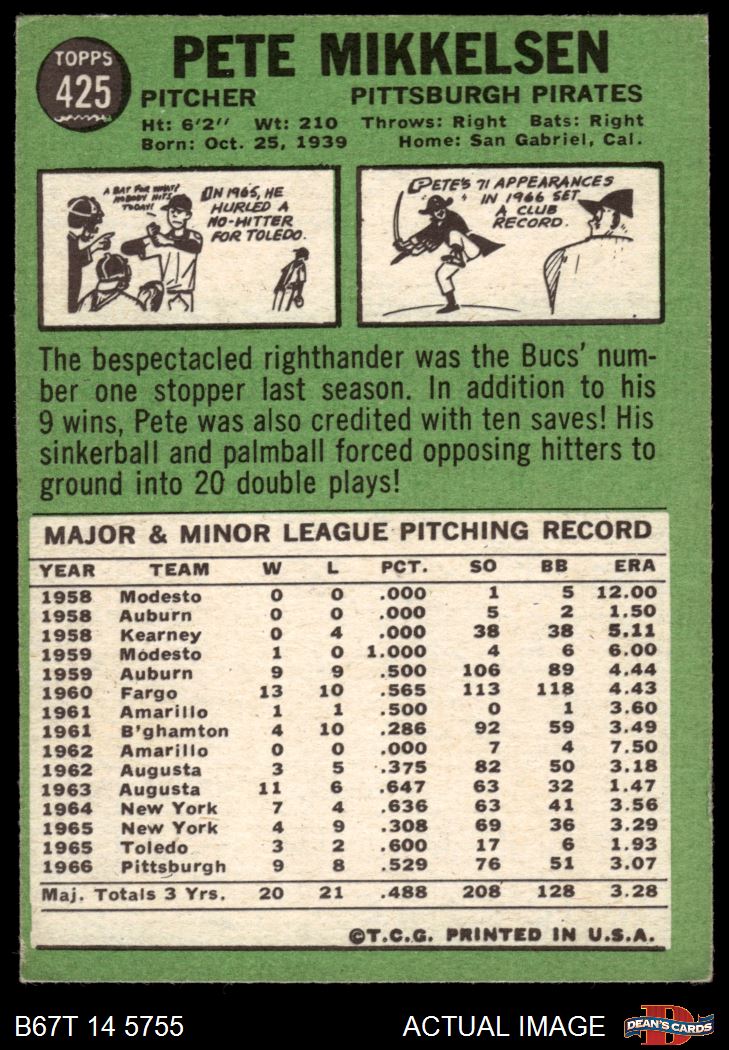 TOPPS
425
PETE MIKKELSEN
PITCHER PITTSBURGH PIRATES
Ht: 6'2" Wt: 210 Throws: Right Bats: Right
Born: Oct. 25, 1939 Home: San Gabriel, Cal.
A BAT FOR WHAT?
NOBODY HITS
TODAY!
ON 1965, HE
HURLED A
NO-HITTER
FOR TOLEDO.
PETE'S 71 APPEARANCES
IN 1966 SET
A CLUB
RECORD.
The bespectacled righthander was the Bucs' num-
ber one stopper last season. In addition to his
9 wins, Pete was also credited with ten saves! His
sinkerball and palmball forced opposing hitters to
ground into 20 double plays!
MAJOR & MINOR LEAGUE PITCHING RECORD
YEAR TEAM W L PCT. SO BB ERA
1958 Modesto 0 0 .000 1 5 12.00
1958 Auburn 0 0 .000 5 2 1.50
1958 Kearney 0 4 .000 38 38 5.11
1959 Modesto 1 0 1.000 4 6 6.00
1959 Auburn 9 9 .500 106 89 4.44
1960 Fargo 13 10 .565 113 118 4.43
1961 Amarillo 1 1 .500 0 1 3.60
1961 B'ghamton 4 10 .286 92 59 3.49
1962 Amarillo 0 0 .000 7 4 7.50
1962 Augusta 3 5 .375 82 50 3.18
1963 Augusta 11 6 .647 63 32 1.47
1964 New York 7 4 .636 63 41 3.56
1965 New York 4 9 .308 69 36 3.29
1965 Toledo 3 2 .600 17 6 1.93
1966 Pittsburgh 9 8 .529 76 51 3.07
Maj. Totals 3 Yrs. 20 21 .488 208 128 3.28
©T.C.G. PRINTED IN U.S.A.
B67T 14 5755 ACTUAL IMAGE
D
DEAN'S CARDS